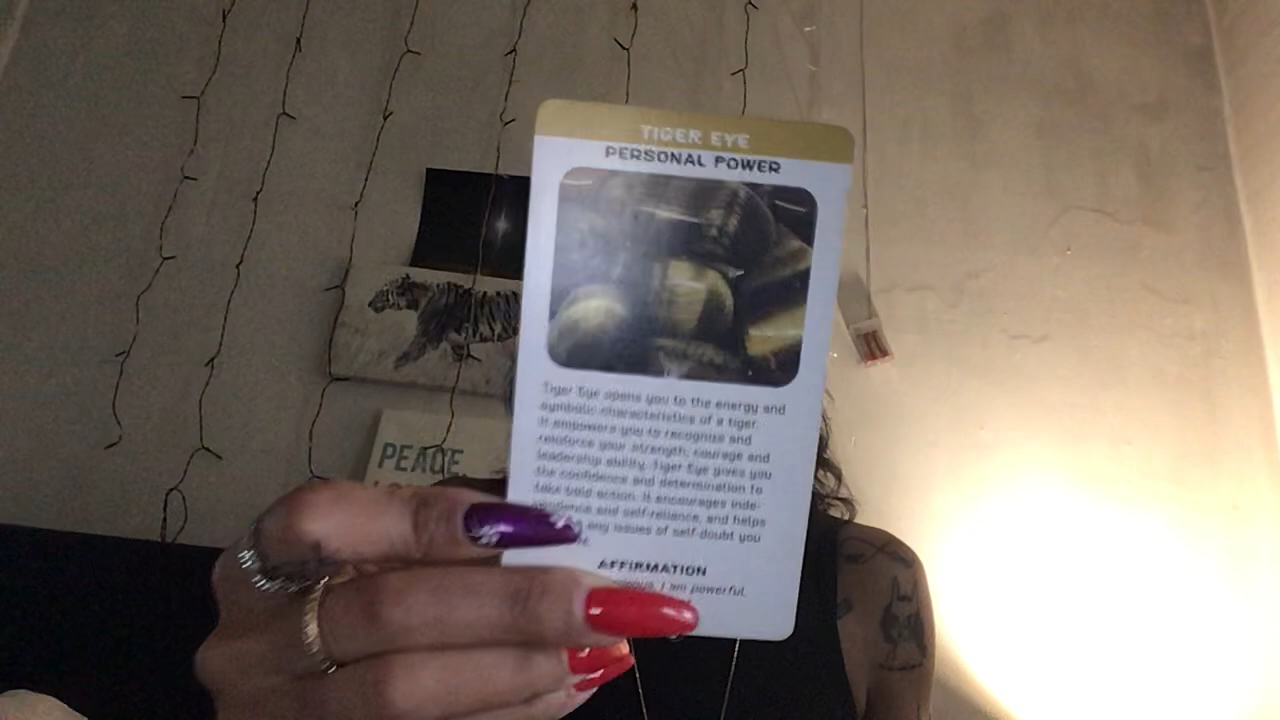 TIGER EYE
PERSONAL POWER
Tiger Eye opens you to the energy and
symbolic characteristics of a tiger.
It empowers you to recognize and
reinforce your strength, courage and
leadership ability. Tiger Eye gives you
the confidence and determination to
take bold action. It encourages inde-
pendence and self-reliance, and helps
any issues of self-doubt you
AFFIRMATION
I am powerful,
PEACE,